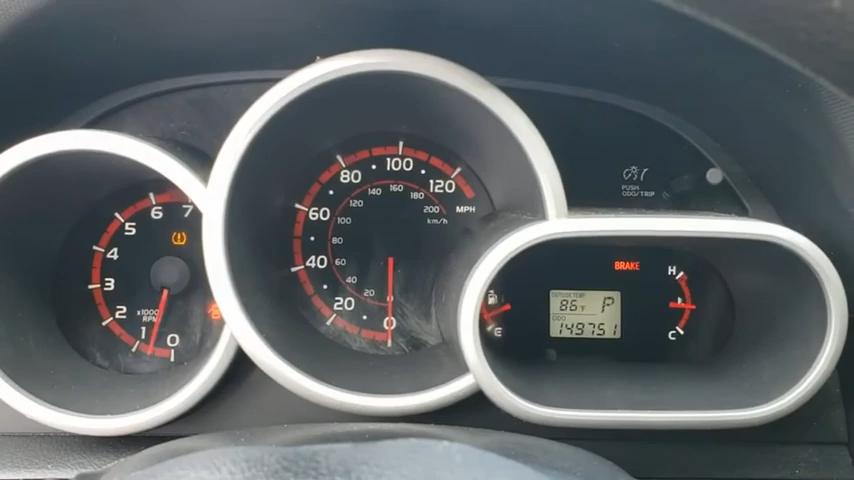 0
1
2
3
4
5
6
7
x1000
RPM
0
20
40
60
80
100
120
MPH
20
40
60
80
100
120
140
160
180
200
km/h
PUSH
ODO/TRIP
BRAKE
E
OUTSIDE TEMP
86°F P
ODO
149751
H
C